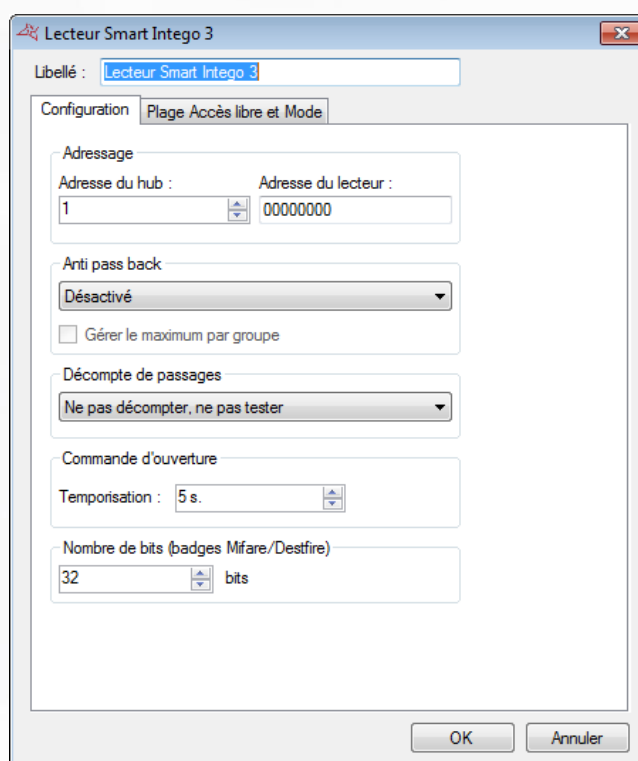 Lecteur Smart Intego 3
Libellé : Lecteur Smart Intego 3
Configuration Plage Accès libre et Mode
Adressage
Adresse du hub : Adresse du lecteur :
1 00000000
Anti pass back
Désactivé
Gérer le maximum par groupe
Décompte de passages
Ne pas décompter, ne pas tester
Commande d'ouverture
Temporisation : 5 s.
Nombre de bits (badges Mifare/Destfire)
32 bits
OK Annuler